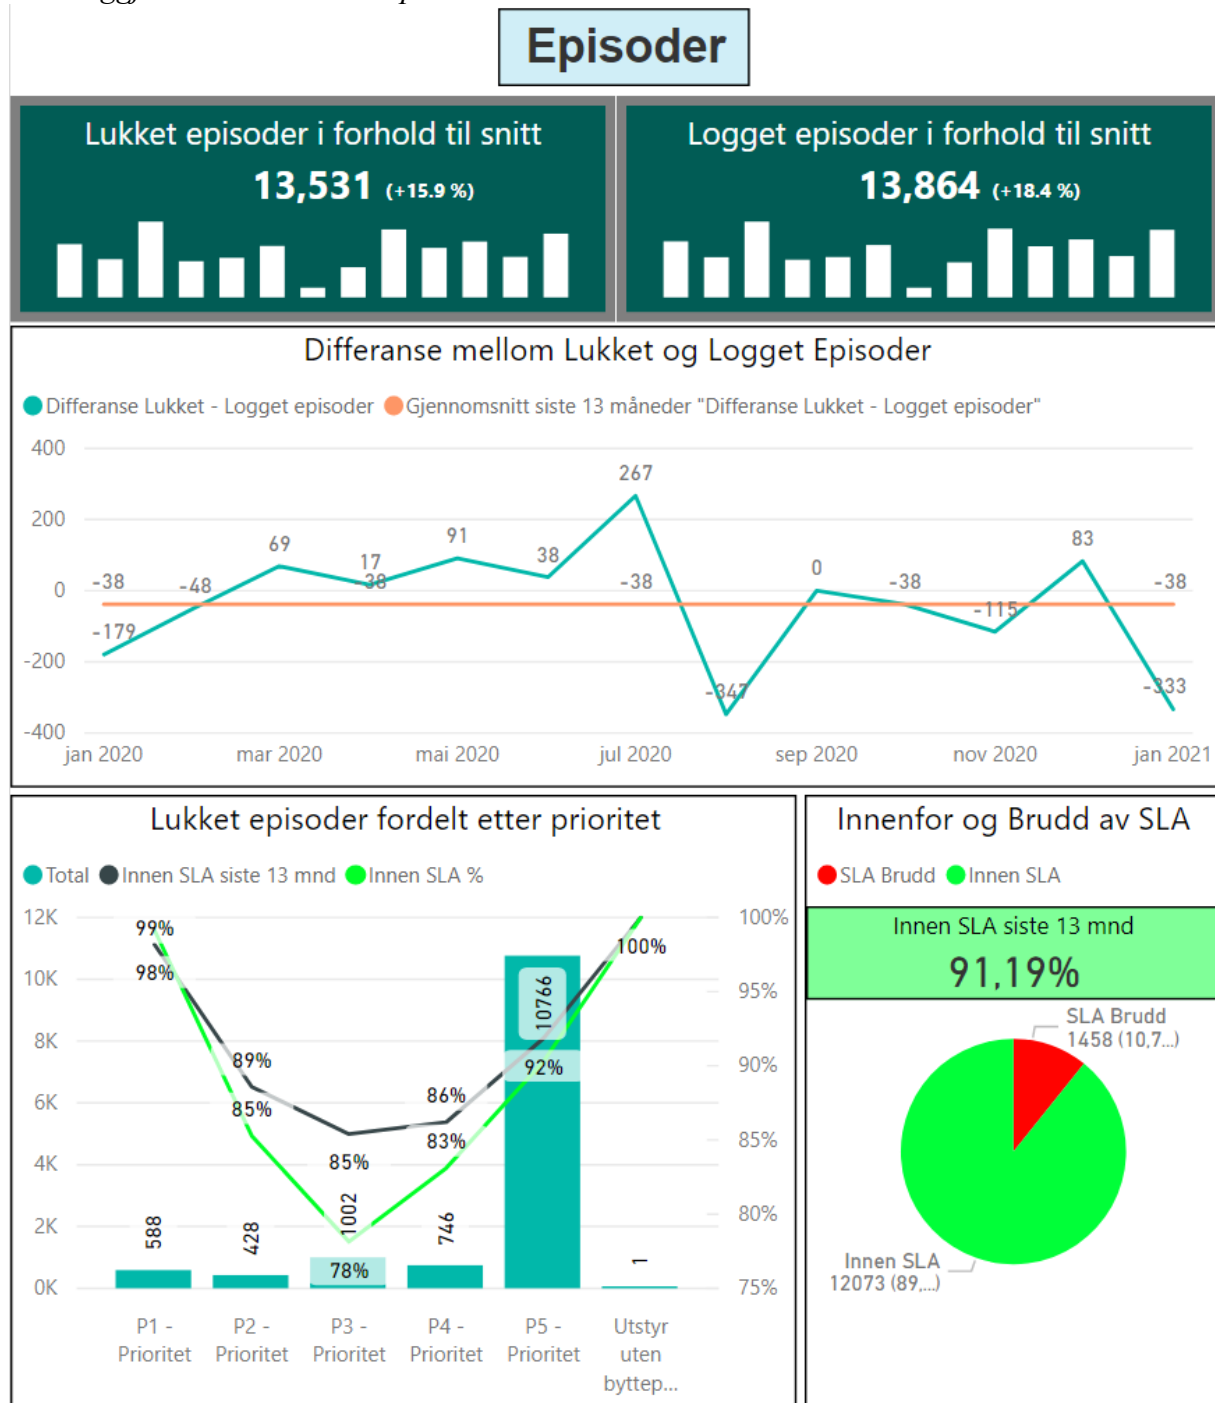 Episoder
Lukket episoder i forhold til snitt
13,531 (+15.9 %)
Logget episoder i forhold til snitt
13,864 (+18.4 %)
Differanse mellom Lukket og Logget Episoder
Differanse Lukket - Logget episoder Gjennomsnitt siste 13 måneder "Differanse Lukket - Logget episoder"
400
200
0
-200
-400
-38
-179
-48
69
17
-38
91
38
267
-38
-347
0
-38
-115
83
-38
-333
jan 2020 mar 2020 mai 2020 jul 2020 sep 2020 nov 2020 jan 2021
Lukket episoder fordelt etter prioritet
Total Innen SLA siste 13 mnd Innen SLA %
12K
10K
8K
6K
4K
2K
0K
100%
95%
90%
85%
80%
75%
99%
98%
588
89%
85%
428
85%
1002
78%
86%
83%
746
10766
92%
100%
1
P1 -
Prioritet
P2 -
Prioritet
P3 -
Prioritet
P4 -
Prioritet
P5 -
Prioritet
Utstyr
uten
byttep...
Innenfor og Brudd av SLA
SLA Brudd Innen SLA
Innen SLA siste 13 mnd
91,19%
SLA Brudd
1458 (10,7...)
Innen SLA
12073 (89,...)